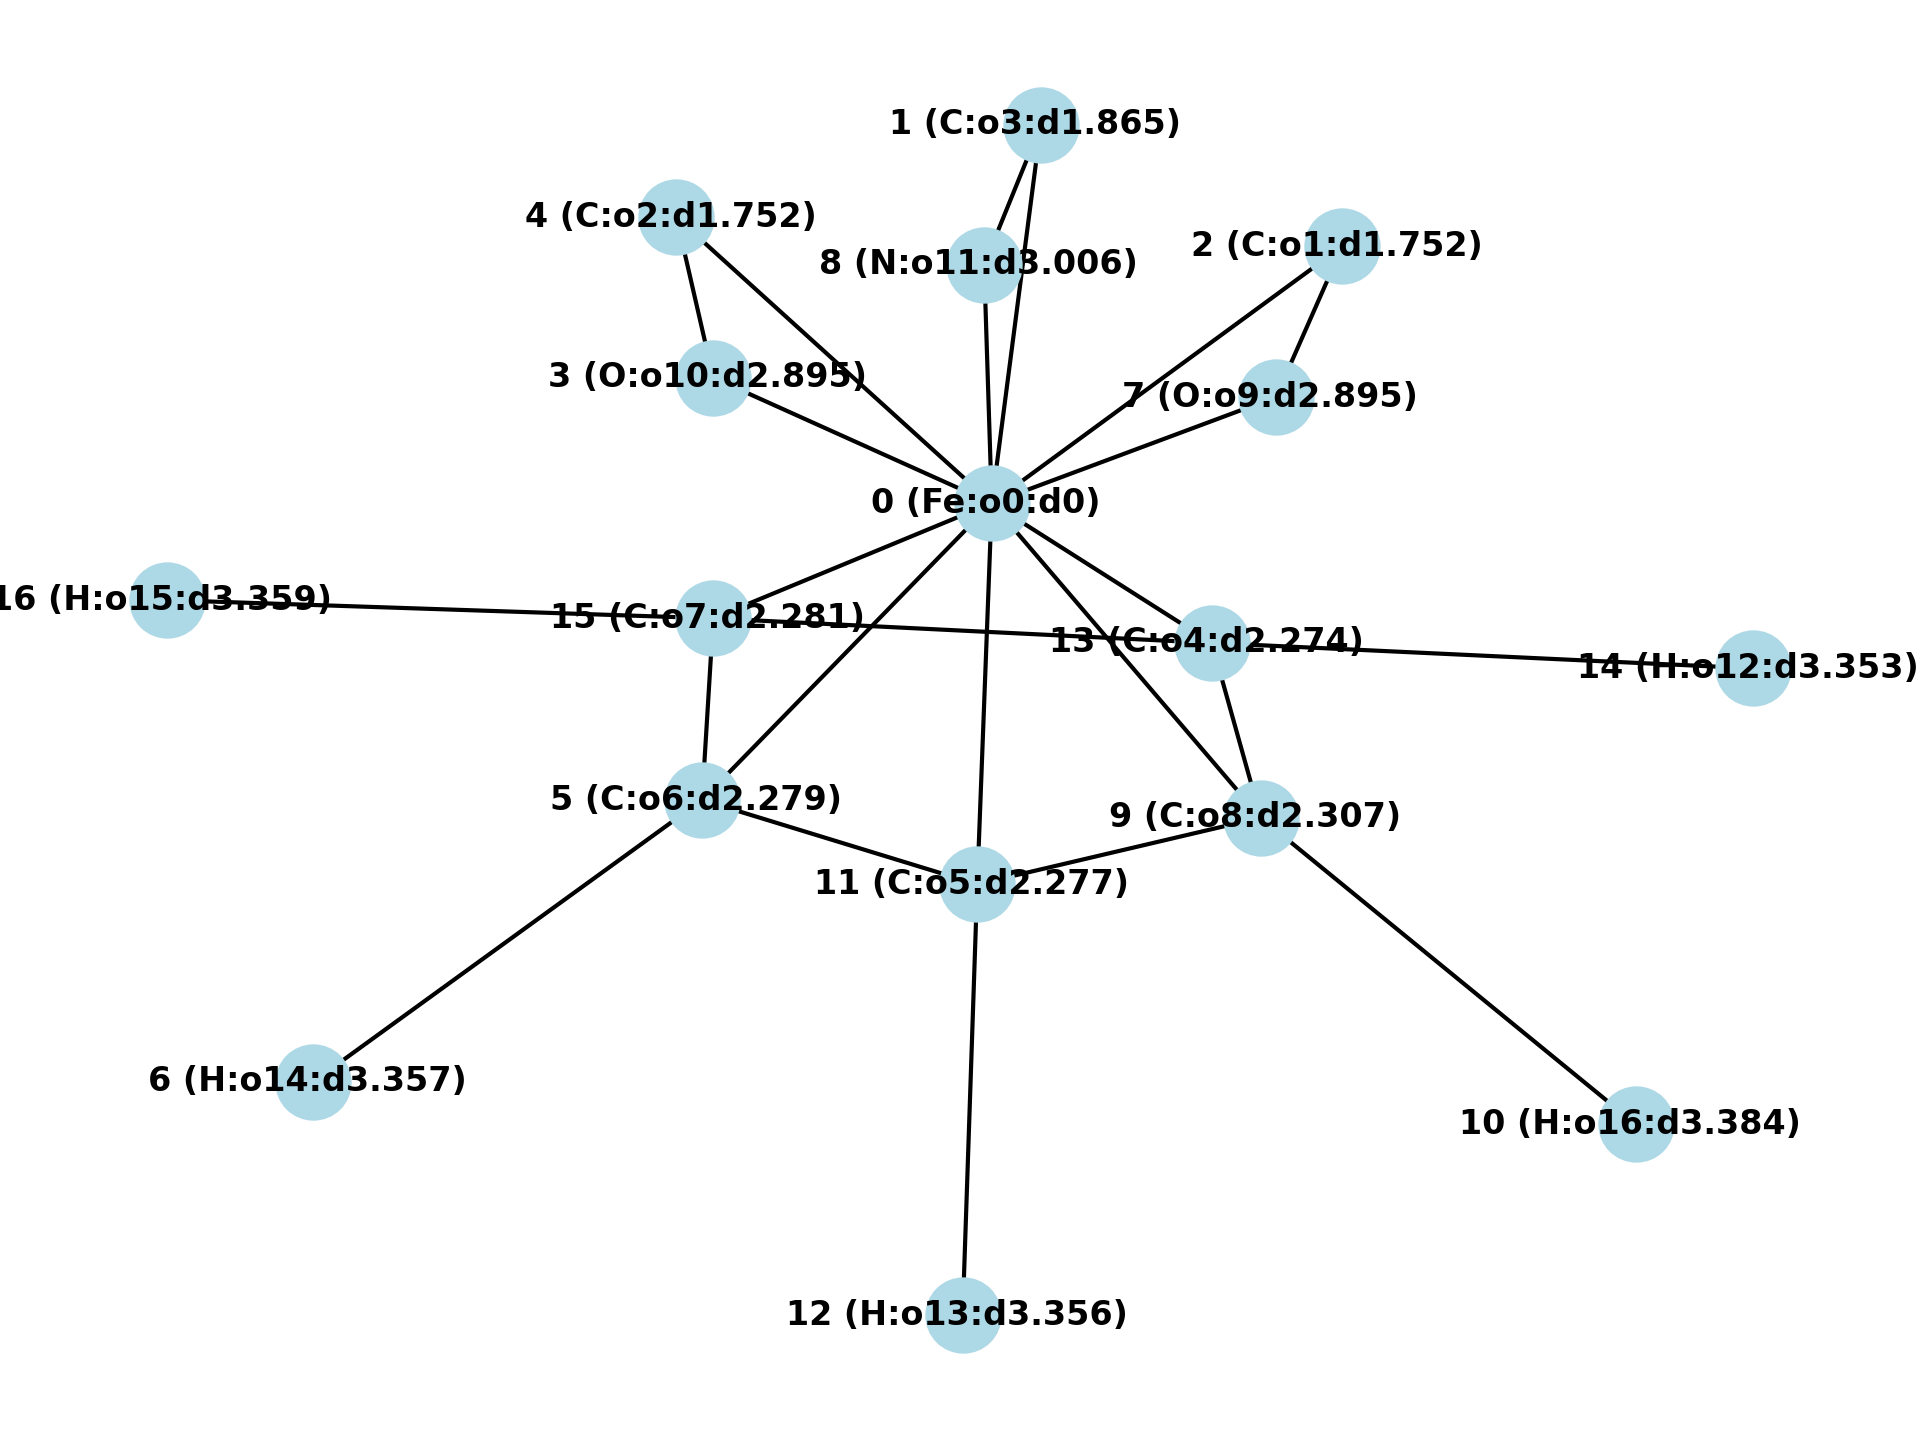 1 (C:o3:d1.865)
4 (C:o2:d1.752)
2 (C:o1:d1.752)
8 (N:o11:d3.006)
3 (O:o10:d2.895)
7 (O:o9:d2.895)
0 (Fe:o0:d0)
16 (H:o15:d3.359)
15 (C:o7:d2.281)
13 (C:o4:d2.274)
14 (H:o12:d3.353)
5 (C:o6:d2.279)
9 (C:o8:d2.307)
11 (C:o5:d2.277)
6 (H:o14:d3.357)
10 (H:o16:d3.384)
12 (H:o13:d3.356)